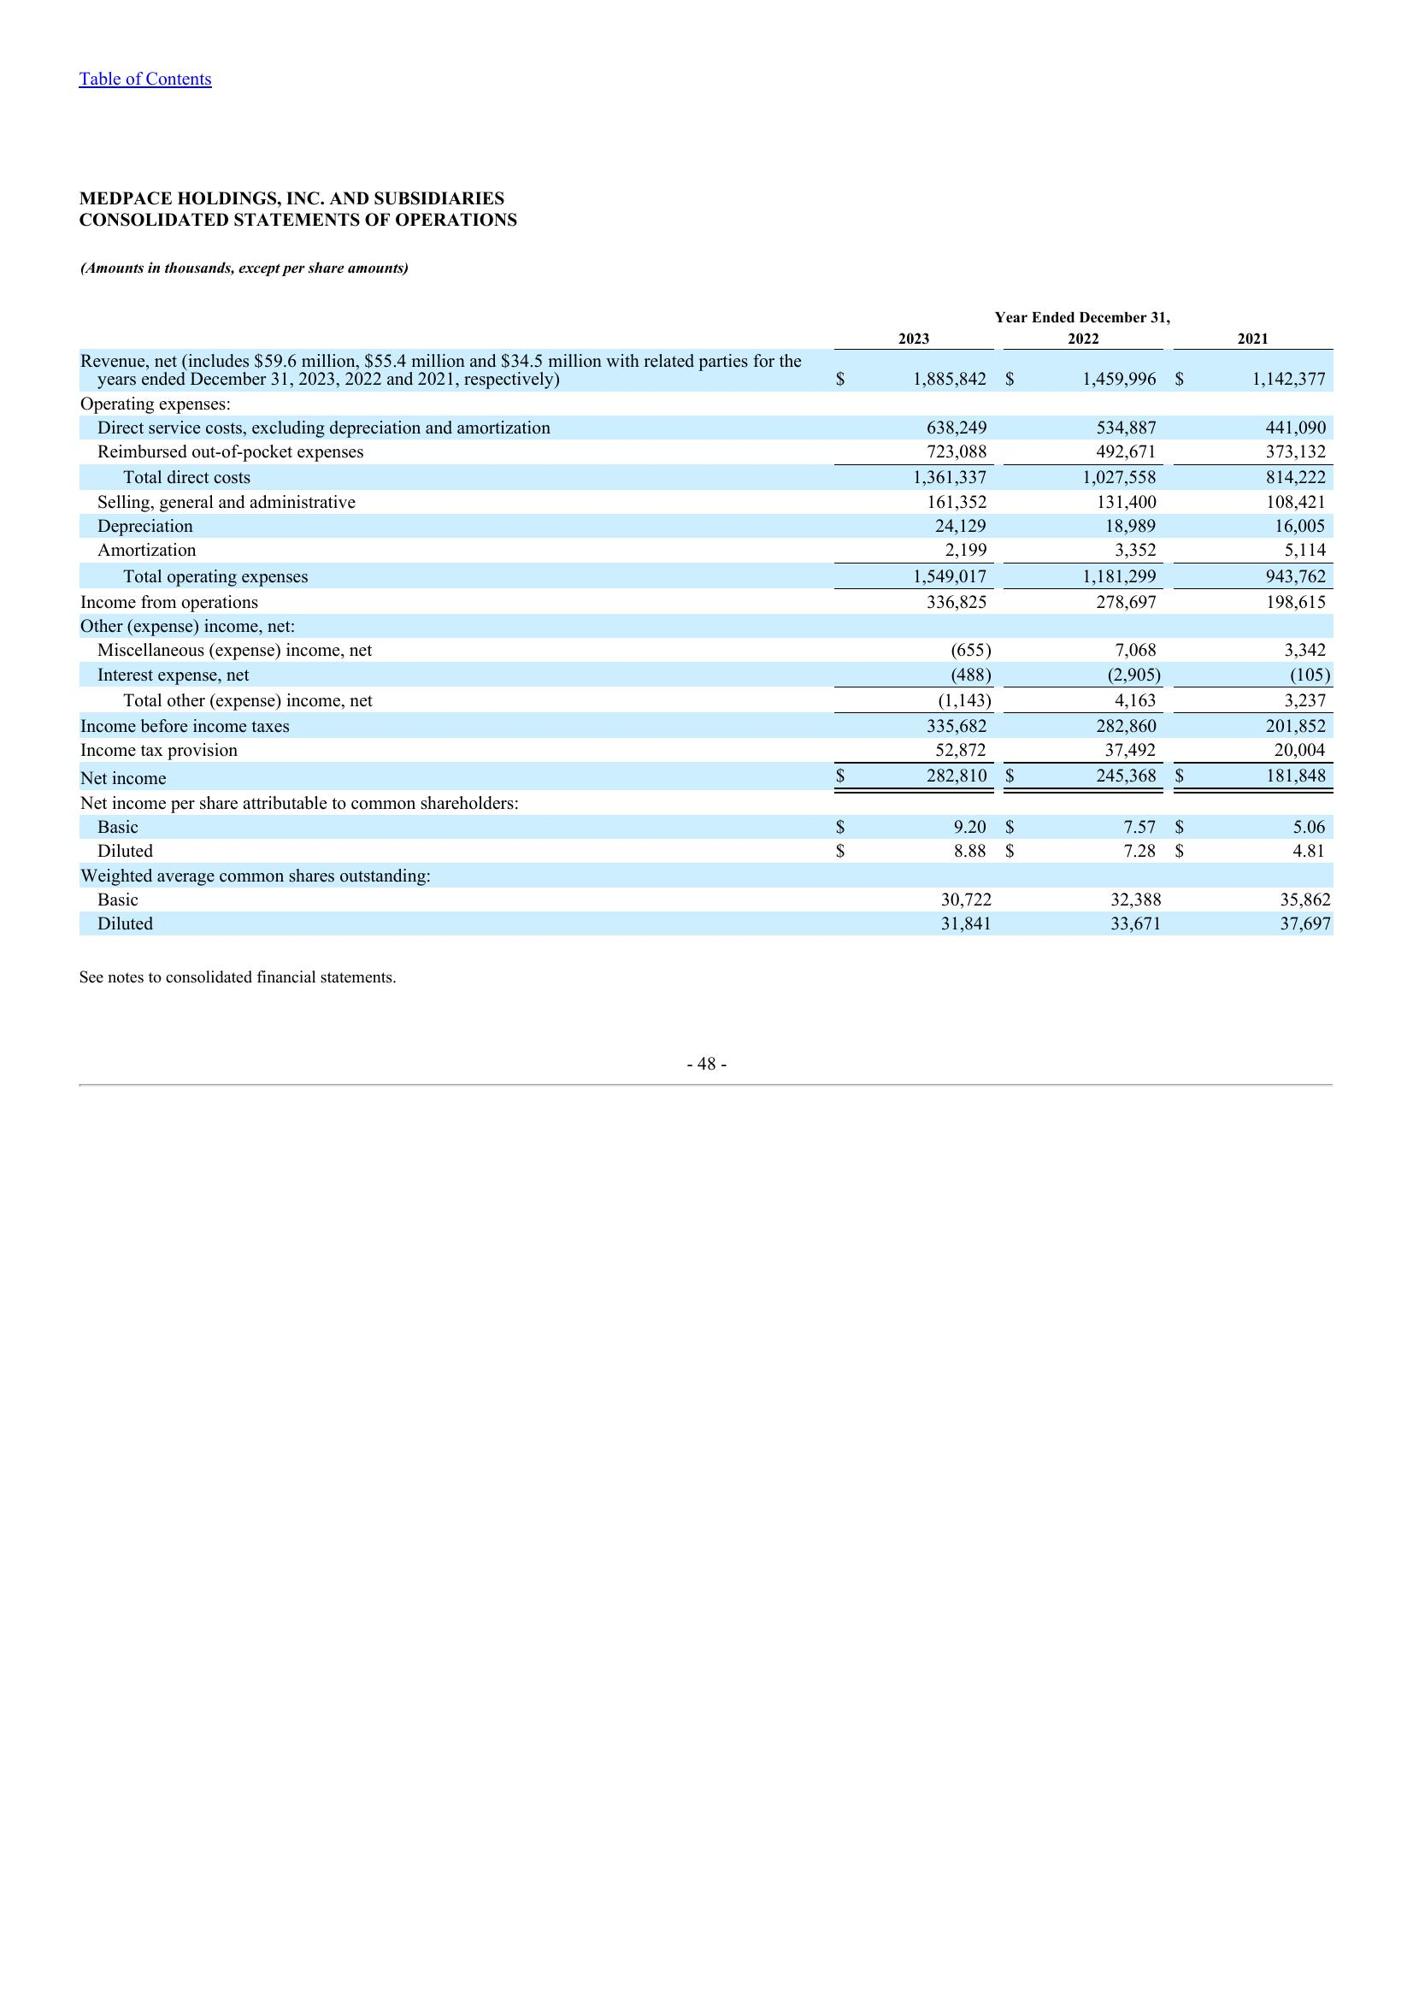 Table of Contents
MEDPACE HOLDINGS, INC. AND SUBSIDIARIES
CONSOLIDATED STATEMENTS OF OPERATIONS
(Amounts in thousands, except per share amounts)
Year Ended December 31,
2023 2022 2021
Revenue, net (includes $59.6 million, $55.4 million and $34.5 million with related parties for the
years ended December 31, 2023, 2022 and 2021, respectively) $ 1,885,842 $ 1,459,996 $ 1,142,377
Operating expenses:
Direct service costs, excluding depreciation and amortization 638,249 534,887 441,090
Reimbursed out-of-pocket expenses 723,088 492,671 373,132
Total direct costs 1,361,337 1,027,558 814,222
Selling, general and administrative 161,352 131,400 108,421
Depreciation 24,129 18,989 16,005
Amortization 2,199 3,352 5,114
Total operating expenses 1,549,017 1,181,299 943,762
Income from operations 336,825 278,697 198,615
Other (expense) income, net:
Miscellaneous (expense) income, net (655) 7,068 3,342
Interest expense, net (488) (2,905) (105)
Total other (expense) income, net (1,143) 4,163 3,237
Income before income taxes 335,682 282,860 201,852
Income tax provision 52,872 37,492 20,004
Net income $ 282,810 $ 245,368 $ 181,848
Net income per share attributable to common shareholders:
Basic $ 9.20 $ 7.57 $ 5.06
Diluted $ 8.88 $ 7.28 $ 4.81
Weighted average common shares outstanding:
Basic 30,722 32,388 35,862
Diluted 31,841 33,671 37,697
See notes to consolidated financial statements.
- 48 -